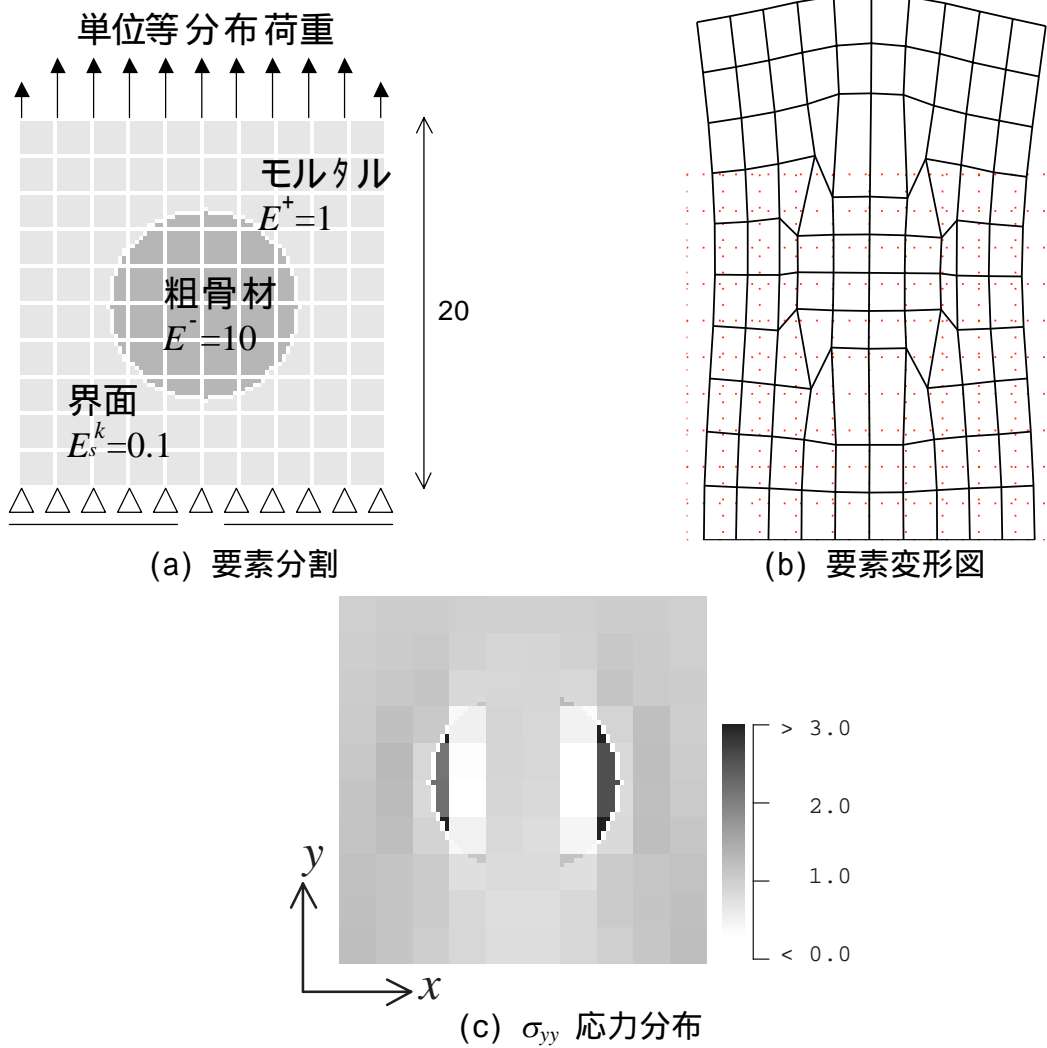 単位等分布荷重
モルタル
E⁺=1
粗骨材
E⁻=10
20
界面
Eₛᵏ=0.1
(a) 要素分割
(b) 要素変形図
> 3.0
2.0
1.0
< 0.0
y
x
(c) σyy 応力分布